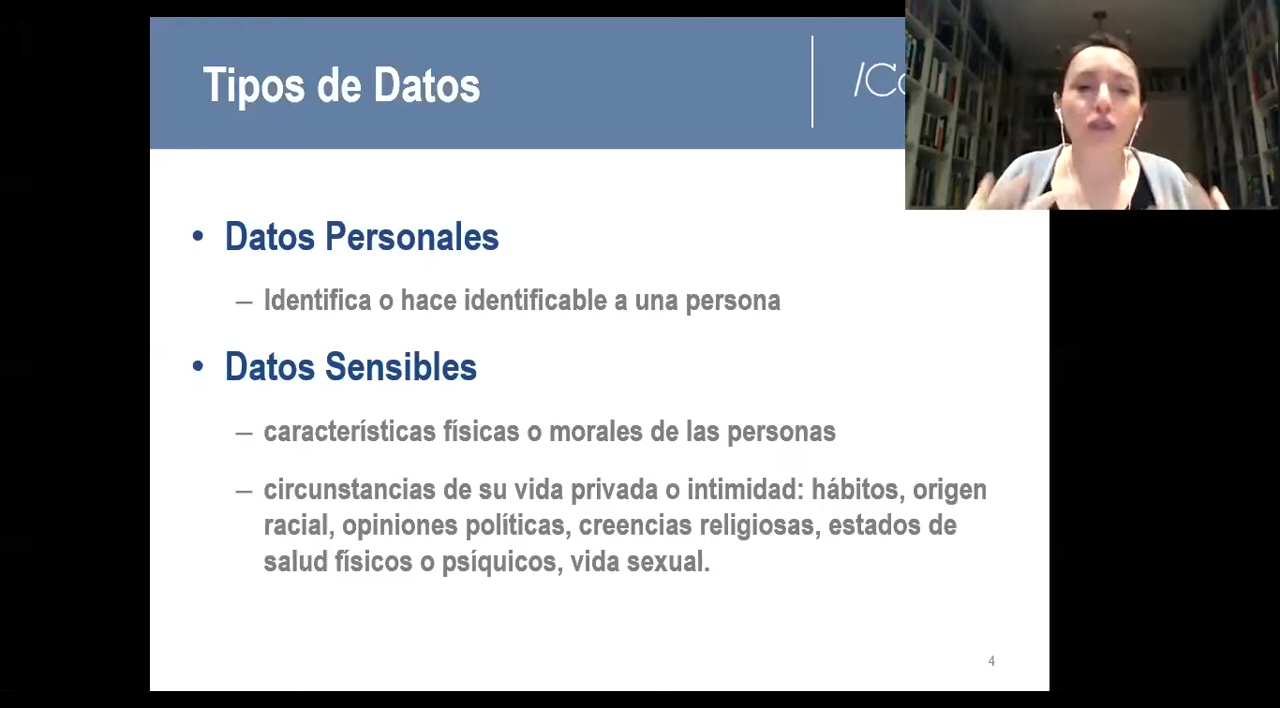 Tipos de Datos
• Datos Personales
– Identifica o hace identificable a una persona
• Datos Sensibles
– características físicas o morales de las personas
– circunstancias de su vida privada o intimidad: hábitos, origen
racial, opiniones políticas, creencias religiosas, estados de
salud físicos o psíquicos, vida sexual.
4